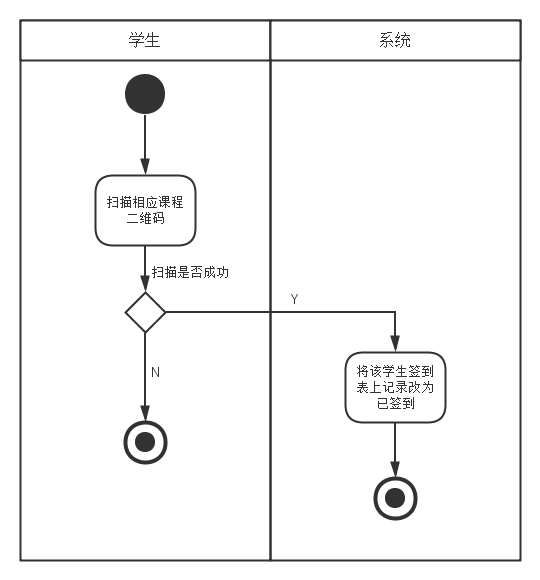 学生
系统
扫描相应课程
二维码
扫描是否成功
Y
N
将该学生签到
表上记录改为
已签到